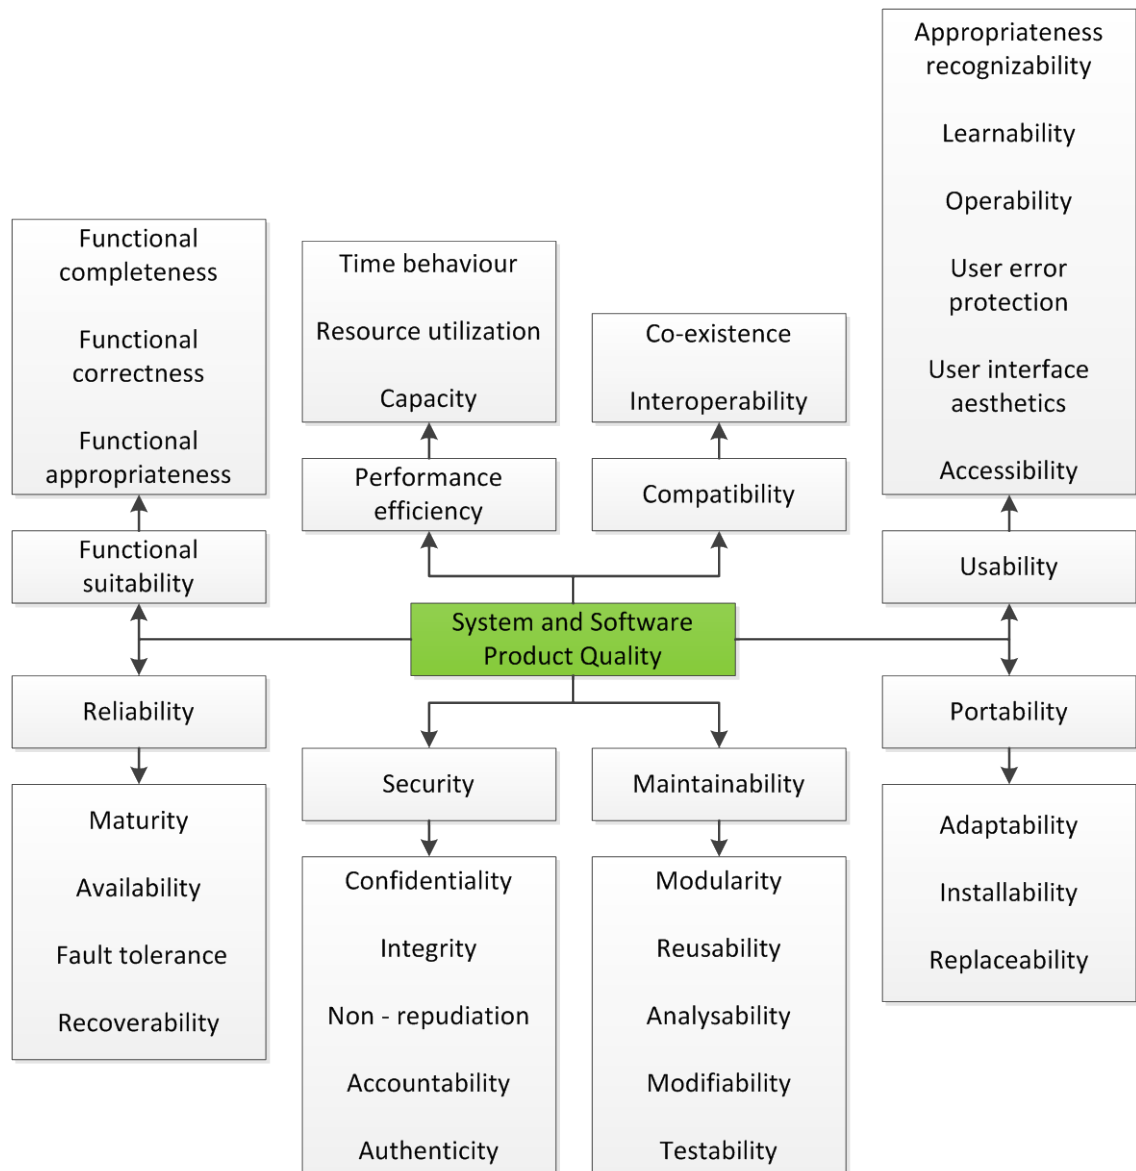 Functional
completeness
Functional
correctness
Functional
appropriateness
Functional
suitability
Time behaviour
Resource utilization
Capacity
Performance
efficiency
Co-existence
Interoperability
Compatibility
Appropriateness
recognizability
Learnability
Operability
User error
protection
User interface
aesthetics
Accessibility
Usability
System and Software
Product Quality
Reliability
Maturity
Availability
Fault tolerance
Recoverability
Security
Confidentiality
Integrity
Non - repudiation
Accountability
Authenticity
Maintainability
Modularity
Reusability
Analysability
Modifiability
Testability
Portability
Adaptability
Installability
Replaceability